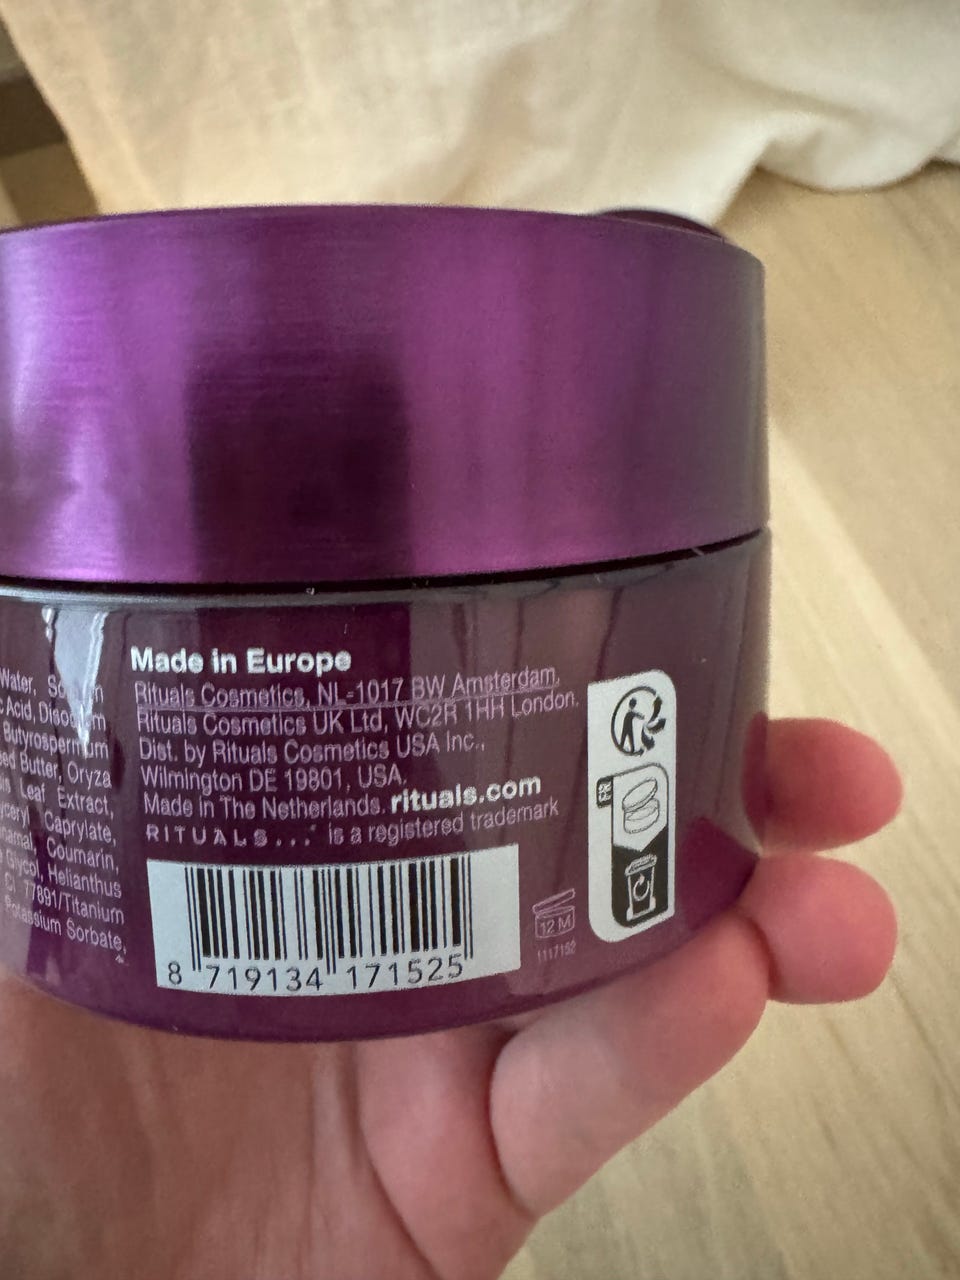 Water,
Acid,
Butyrospermum
Butter, Oryza
Leaf Extract,
Caprylate,
Coumarin,
Glycol, Helianthus
CI 77891/Titanium
Potassium Sorbate,
Made in Europe
Rituals Cosmetics, NL-1017 BW Amsterdam,
Rituals Cosmetics UK Ltd, WC2R 1HH London.
Dist. by Rituals Cosmetics USA Inc.,
Wilmington DE 19801, USA.
Made in The Netherlands. rituals.com
RITUALS... is a registered trademark
FR
8 719134 171525
12 M
1117152